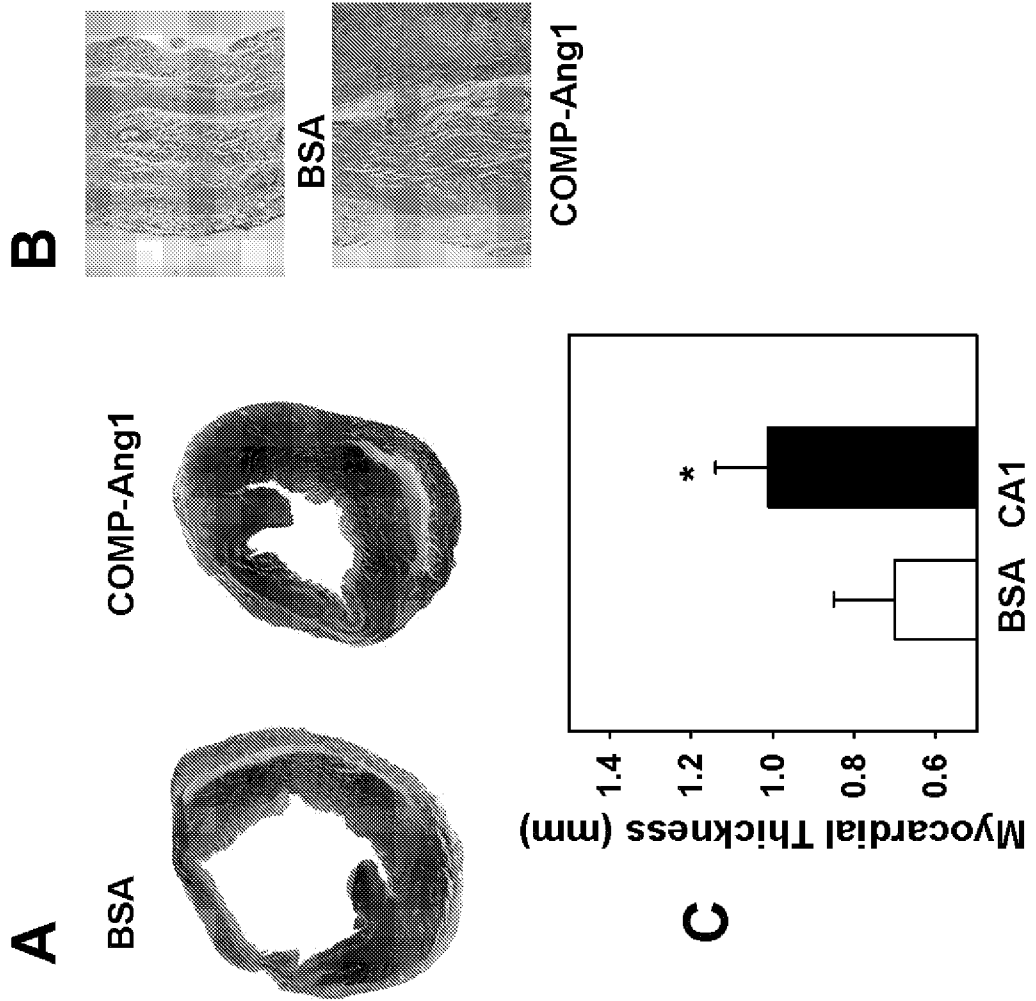 A
BSA
COMP-Ang1
B
BSA
COMP-Ang1
C
Myocardial Thickness (mm)
1.4
1.2
1.0
0.8
0.6
*
BSA
CA1